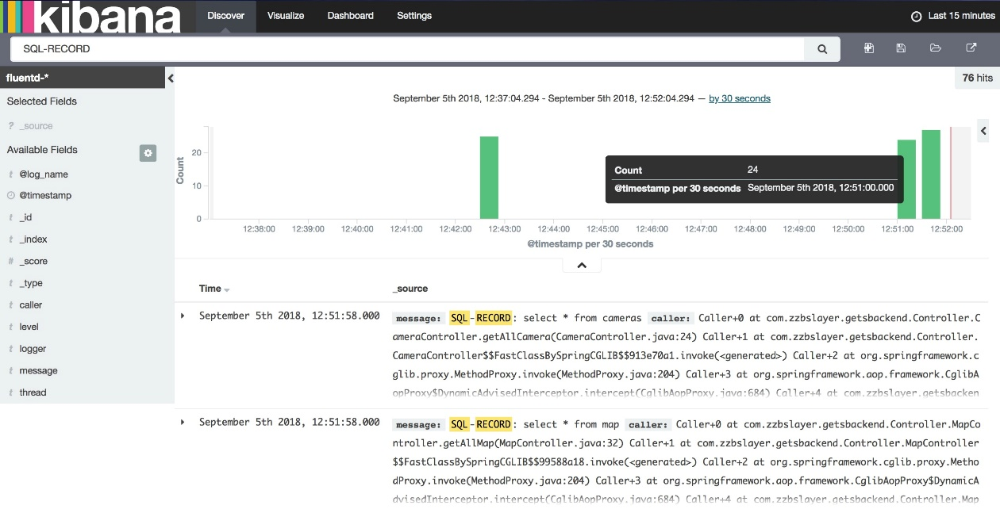 kibana Discover Visualize Dashboard Settings Last 15 minutes
SQL-RECORD
fluentd-* 76 hits
Selected Fields
? _source
Available Fields
t @log_name
@timestamp
t _id
t _index
# _score
t _type
t caller
t level
t logger
t message
t thread
September 5th 2018, 12:37:04.294 - September 5th 2018, 12:52:04.294 — by 30 seconds
Count
20
10
0
Count 24
@timestamp per 30 seconds September 5th 2018, 12:51:00.000
12:38:00 12:39:00 12:40:00 12:41:00 12:42:00 12:43:00 12:44:00 12:45:00 12:46:00 12:47:00 12:48:00 12:49:00 12:50:00 12:51:00 12:52:00
@timestamp per 30 seconds
Time _source
September 5th 2018, 12:51:58.000 message: SQL-RECORD: select * from cameras caller: Caller+0 at com.zzbslayer.getsbackend.Controller.C
ameraController.getAllCamera(CameraController.java:24) Caller+1 at com.zzbslayer.getsbackend.Controller.
CameraController$$FastClassBySpringCGLIB$$913e70a1.invoke(<generated>) Caller+2 at org.springframework.c
glib.proxy.MethodProxy.invoke(MethodProxy.java:204) Caller+3 at org.springframework.aop.framework.CglibA
opProxy$DynamicAdvisedInterceptor.intercept(CglibAopProxy.java:684) Caller+4 at com.zzbslayer.getsbacken
September 5th 2018, 12:51:58.000 message: SQL-RECORD: select * from map caller: Caller+0 at com.zzbslayer.getsbackend.Controller.MapCo
ntroller.getAllMap(MapController.java:32) Caller+1 at com.zzbslayer.getsbackend.Controller.MapController
$$FastClassBySpringCGLIB$$99588a18.invoke(<generated>) Caller+2 at org.springframework.cglib.proxy.Metho
dProxy.invoke(MethodProxy.java:204) Caller+3 at org.springframework.aop.framework.CglibAopProxy$DynamicA
dvisedInterceptor.intercept(CglibAopProxy.java:684) Caller+4 at com.zzbslayer.getsbackend.Controller.Map